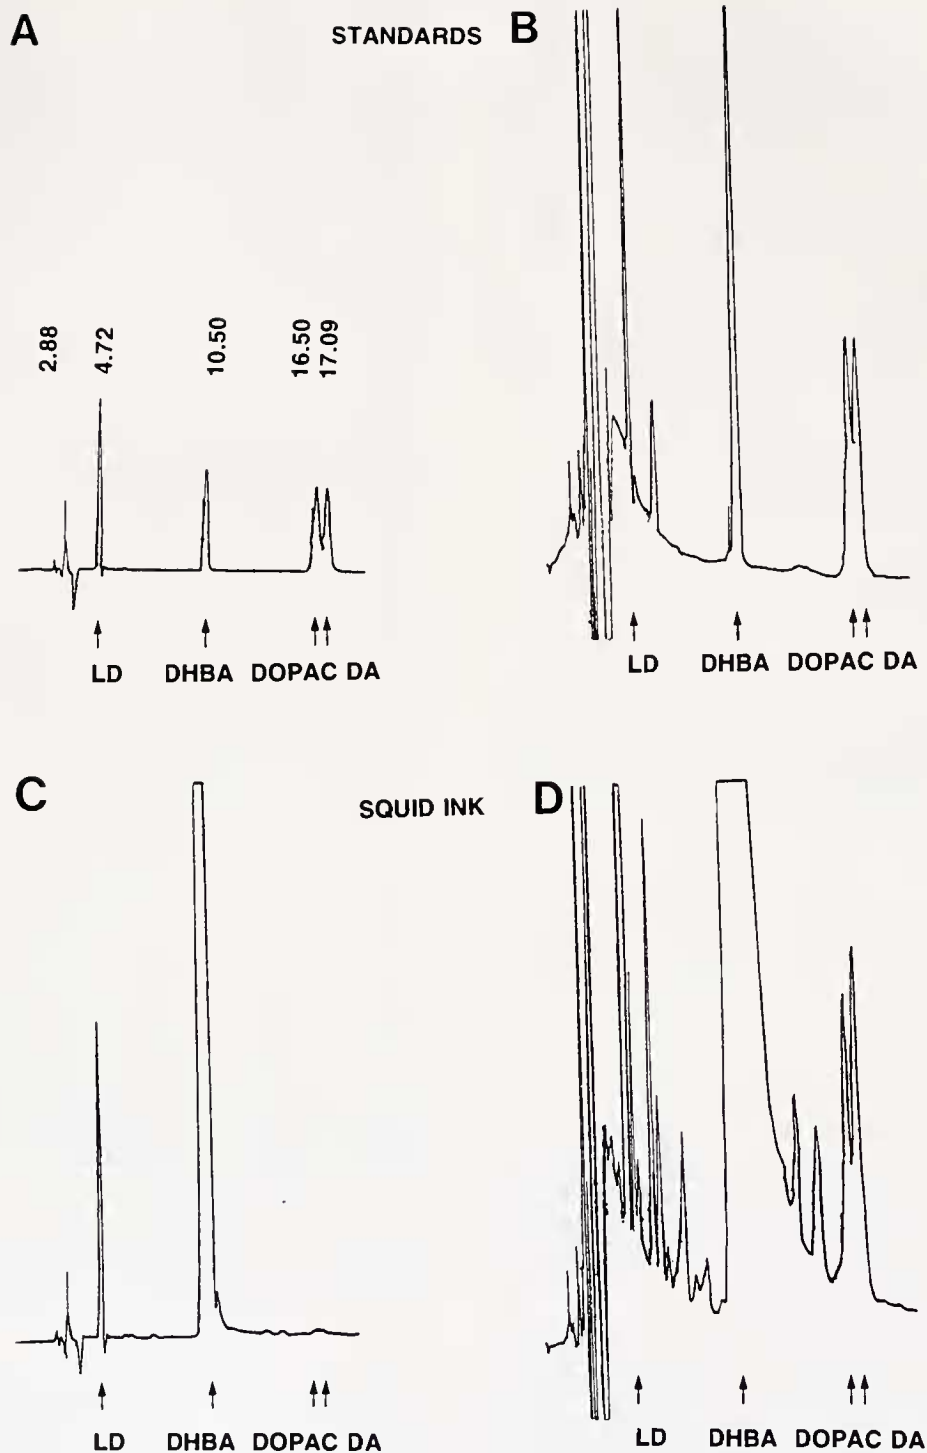 A
STANDARDS
B
2.88
4.72
10.50
16.50
17.09
LD DHBA DOPAC DA
LD DHBA DOPAC DA
C
SQUID INK
D
LD DHBA DOPAC DA
LD DHBA DOPAC DA